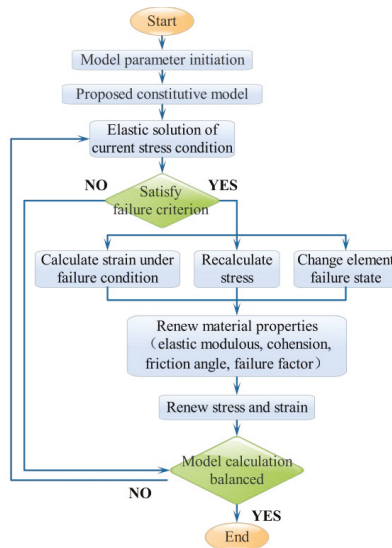 Start
Model parameter initiation
Proposed constitutive model
Elastic solution of
current stress condition
NO
YES
Satisfy
failure criterion
Calculate strain under
failure condition
Recalculate
stress
Change element
failure state
Renew material properties
(elastic modulous, cohension,
friction angle, failure factor)
Renew stress and strain
Model calculation
balanced
NO
YES
End